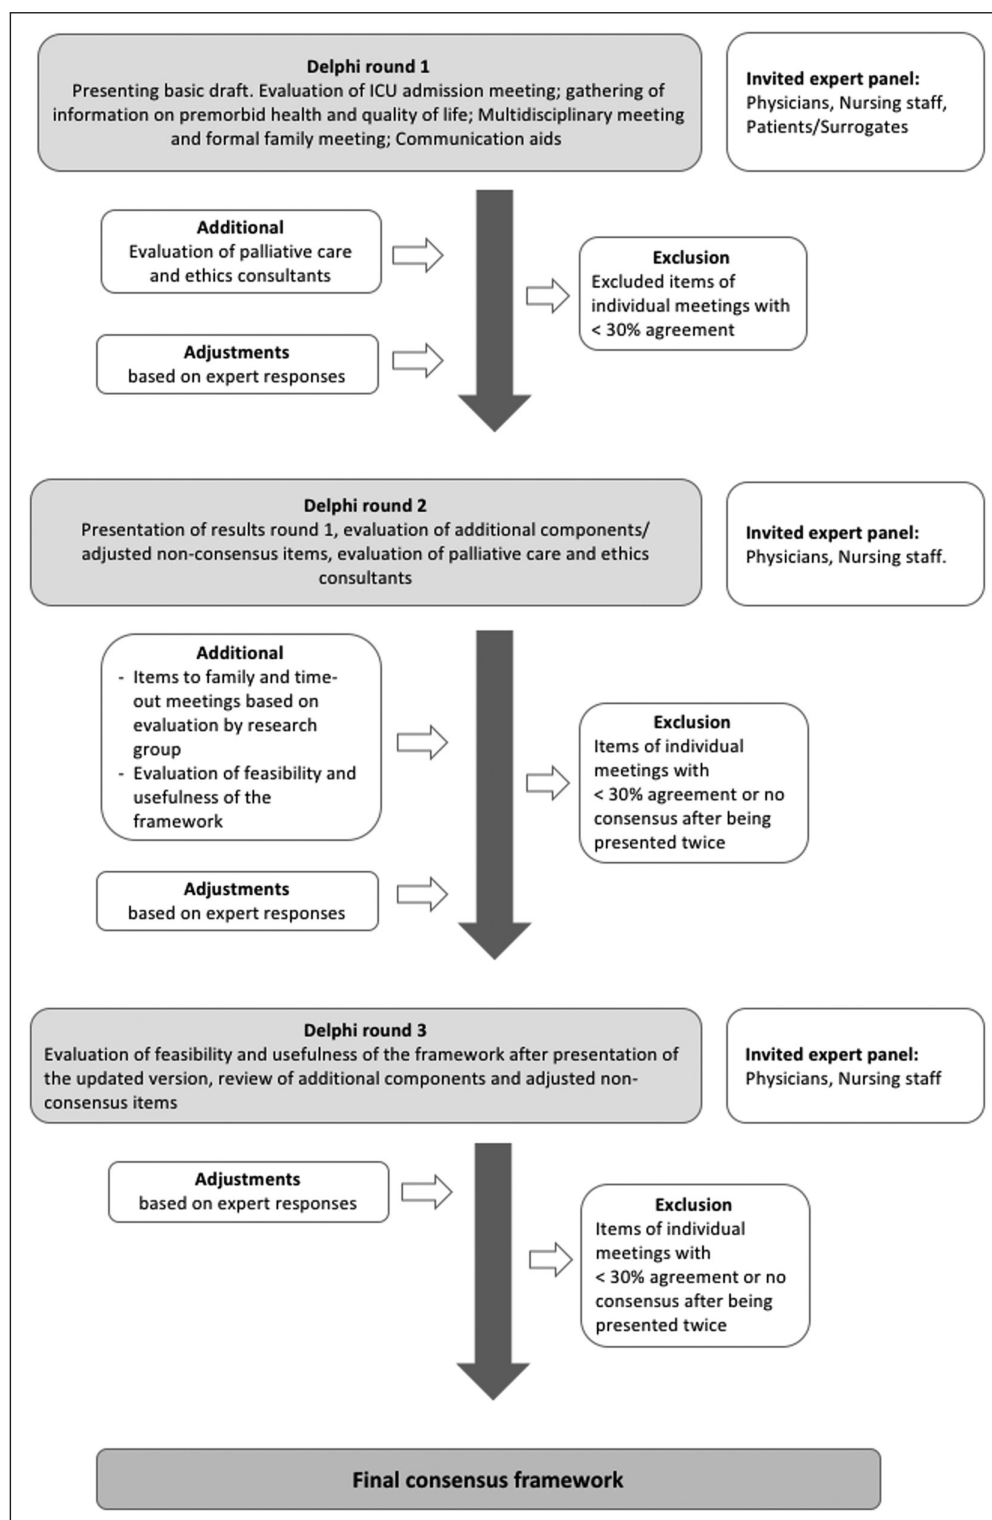 Delphi round 1
Presenting basic draft. Evaluation of ICU admission meeting; gathering of
information on premorbid health and quality of life; Multidisciplinary meeting
and formal family meeting; Communication aids
Invited expert panel:
Physicians, Nursing staff,
Patients/Surrogates
Additional
Evaluation of palliative care
and ethics consultants
Exclusion
Excluded items of
individual meetings with
< 30% agreement
Adjustments
based on expert responses
Delphi round 2
Presentation of results round 1, evaluation of additional components/
adjusted non-consensus items, evaluation of palliative care and ethics
consultants
Invited expert panel:
Physicians, Nursing staff.
Additional
- Items to family and time-
out meetings based on
evaluation by research
group
- Evaluation of feasibility and
usefulness of the
framework
Exclusion
Items of individual
meetings with
< 30% agreement or no
consensus after being
presented twice
Adjustments
based on expert responses
Delphi round 3
Evaluation of feasibility and usefulness of the framework after presentation of
the updated version, review of additional components and adjusted non-
consensus items
Invited expert panel:
Physicians, Nursing staff
Adjustments
based on expert responses
Exclusion
Items of individual
meetings with
< 30% agreement or no
consensus after being
presented twice
Final consensus framework